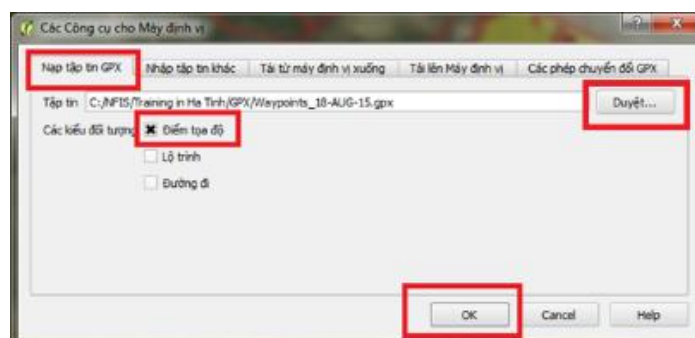 Các Công cụ cho Máy định vị
Nạp tập tin GPX Nhập tập tin khác Tải từ máy định vị xuống Tải lên Máy định vị Các phép chuyển đổi GPX
Tập tin C:/NFIS/Training in Ha Tinh/GPX/Waypoints_18-AUG-15.gpx Duyệt...
Các kiểu đối tượng Điểm tọa độ
Lộ trình
Đường đi
OK Cancel Help